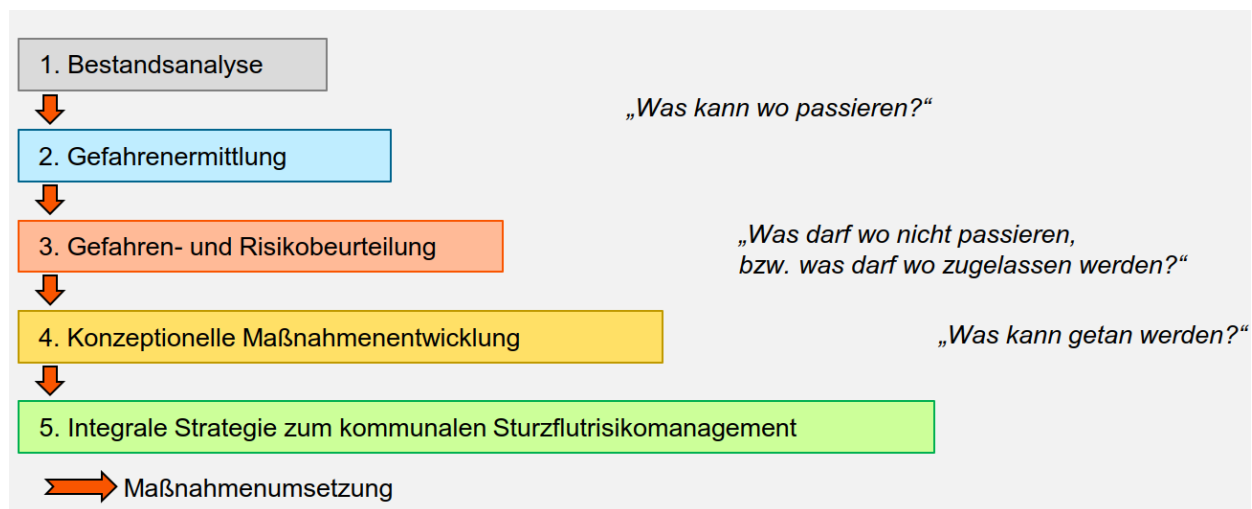 1. Bestandsanalyse
„Was kann wo passieren?“
2. Gefahrenermittlung
3. Gefahren- und Risikobeurteilung
„Was darf wo nicht passieren,
bzw. was darf wo zugelassen werden?“
4. Konzeptionelle Maßnahmenentwicklung
„Was kann getan werden?“
5. Integrale Strategie zum kommunalen Sturzflutrisikomanagement
Maßnahmenumsetzung